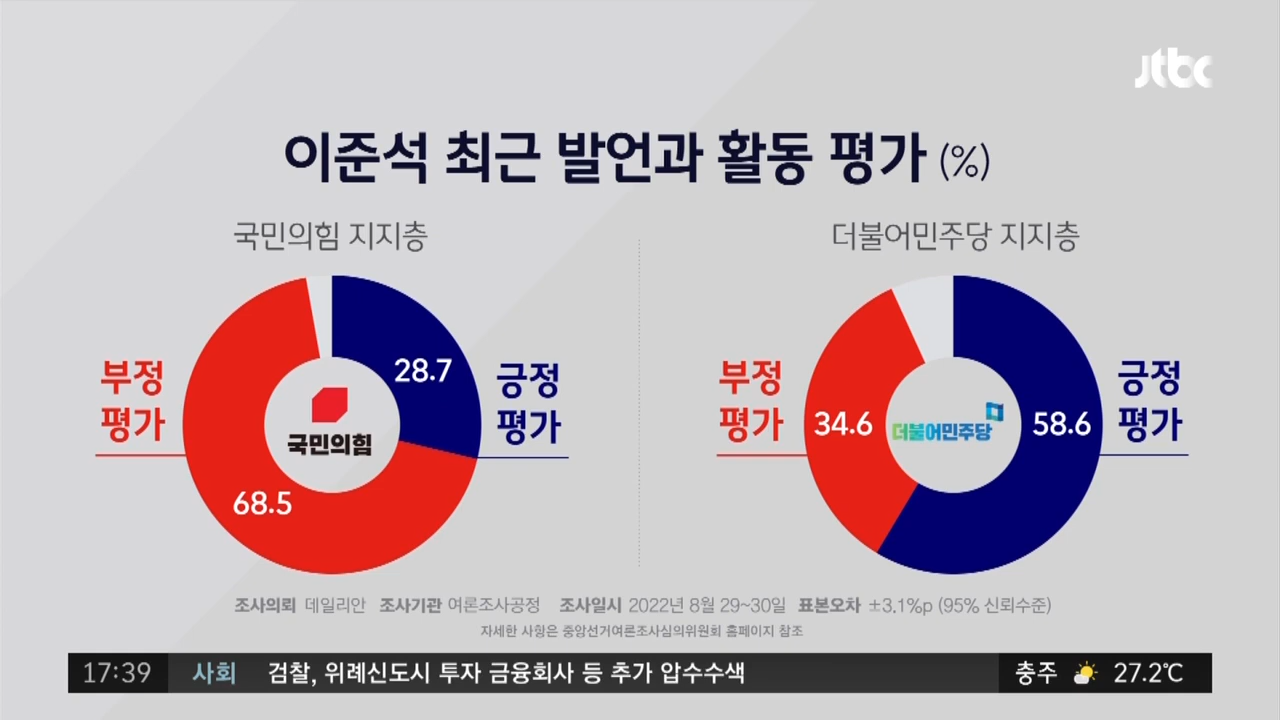 jtbc
이준석 최근 발언과 활동 평가 (%)
국민의힘 지지층
더불어민주당 지지층
부정
평가
28.7
긍정
평가
국민의힘
68.5
부정
평가
34.6
더불어민주당
58.6
긍정
평가
조사의뢰 데일리안 조사기관 여론조사공정 조사일시 2022년 8월 29~30일 표본오차 ±3.1%p (95% 신뢰수준)
자세한 사항은 중앙선거여론조사심의위원회 홈페이지 참조
17:39 사회 검찰, 위례신도시 투자 금융회사 등 추가 압수수색 충주 27.2℃